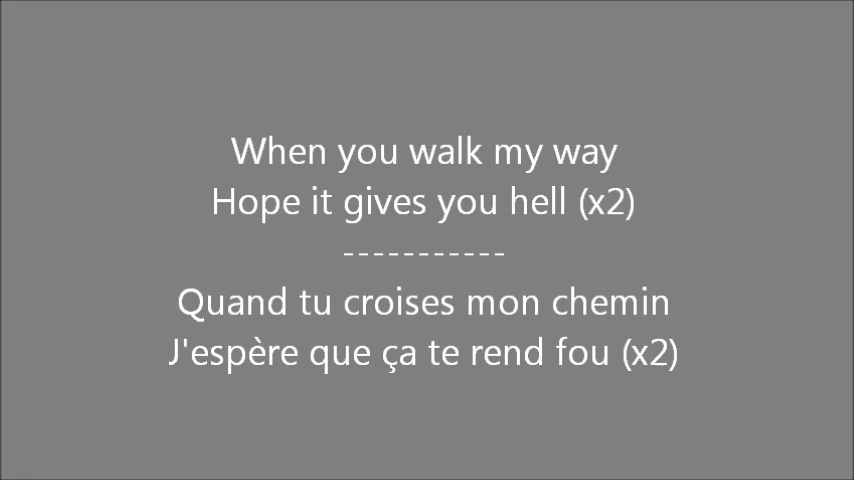 When you walk my way
Hope it gives you hell (x2)
-----------
Quand tu croises mon chemin
J'espère que ça te rend fou (x2)